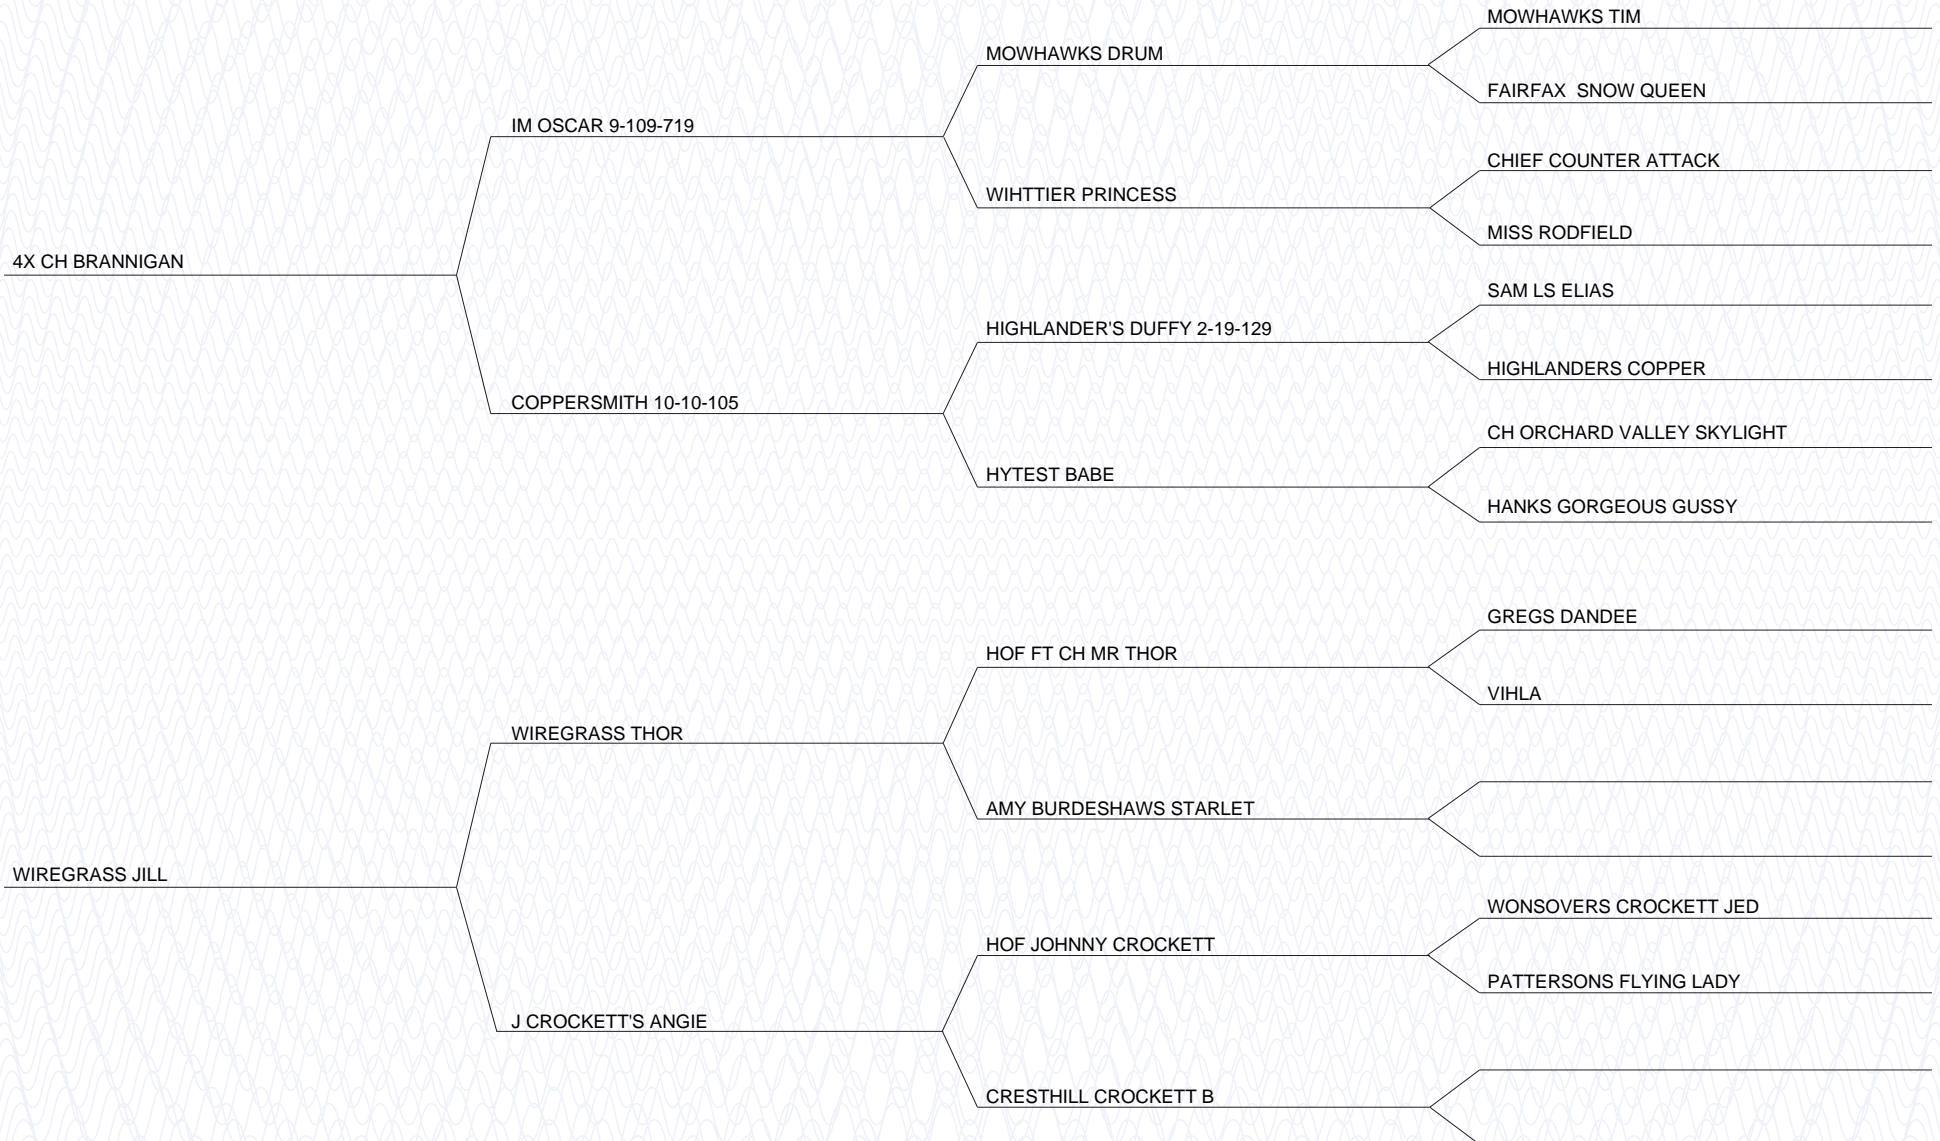 MOWHAWKS TIM
MOWHAWKS DRUM
FAIRFAX  SNOW QUEEN
IM OSCAR 9-109-719
CHIEF COUNTER ATTACK
WIHTTIER PRINCESS
MISS RODFIELD
4X CH BRANNIGAN
SAM LS ELIAS
HIGHLANDER'S DUFFY 2-19-129
HIGHLANDERS COPPER
COPPERSMITH 10-10-105
CH ORCHARD VALLEY SKYLIGHT
HYTEST BABE
HANKS GORGEOUS GUSSY
GREGS DANDEE
HOF FT CH MR THOR
VIHLA
WIREGRASS THOR
AMY BURDESHAWS STARLET
WIREGRASS JILL
WONSOVERS CROCKETT JED
HOF JOHNNY CROCKETT
PATTERSONS FLYING LADY
J CROCKETT'S ANGIE
CRESTHILL CROCKETT B